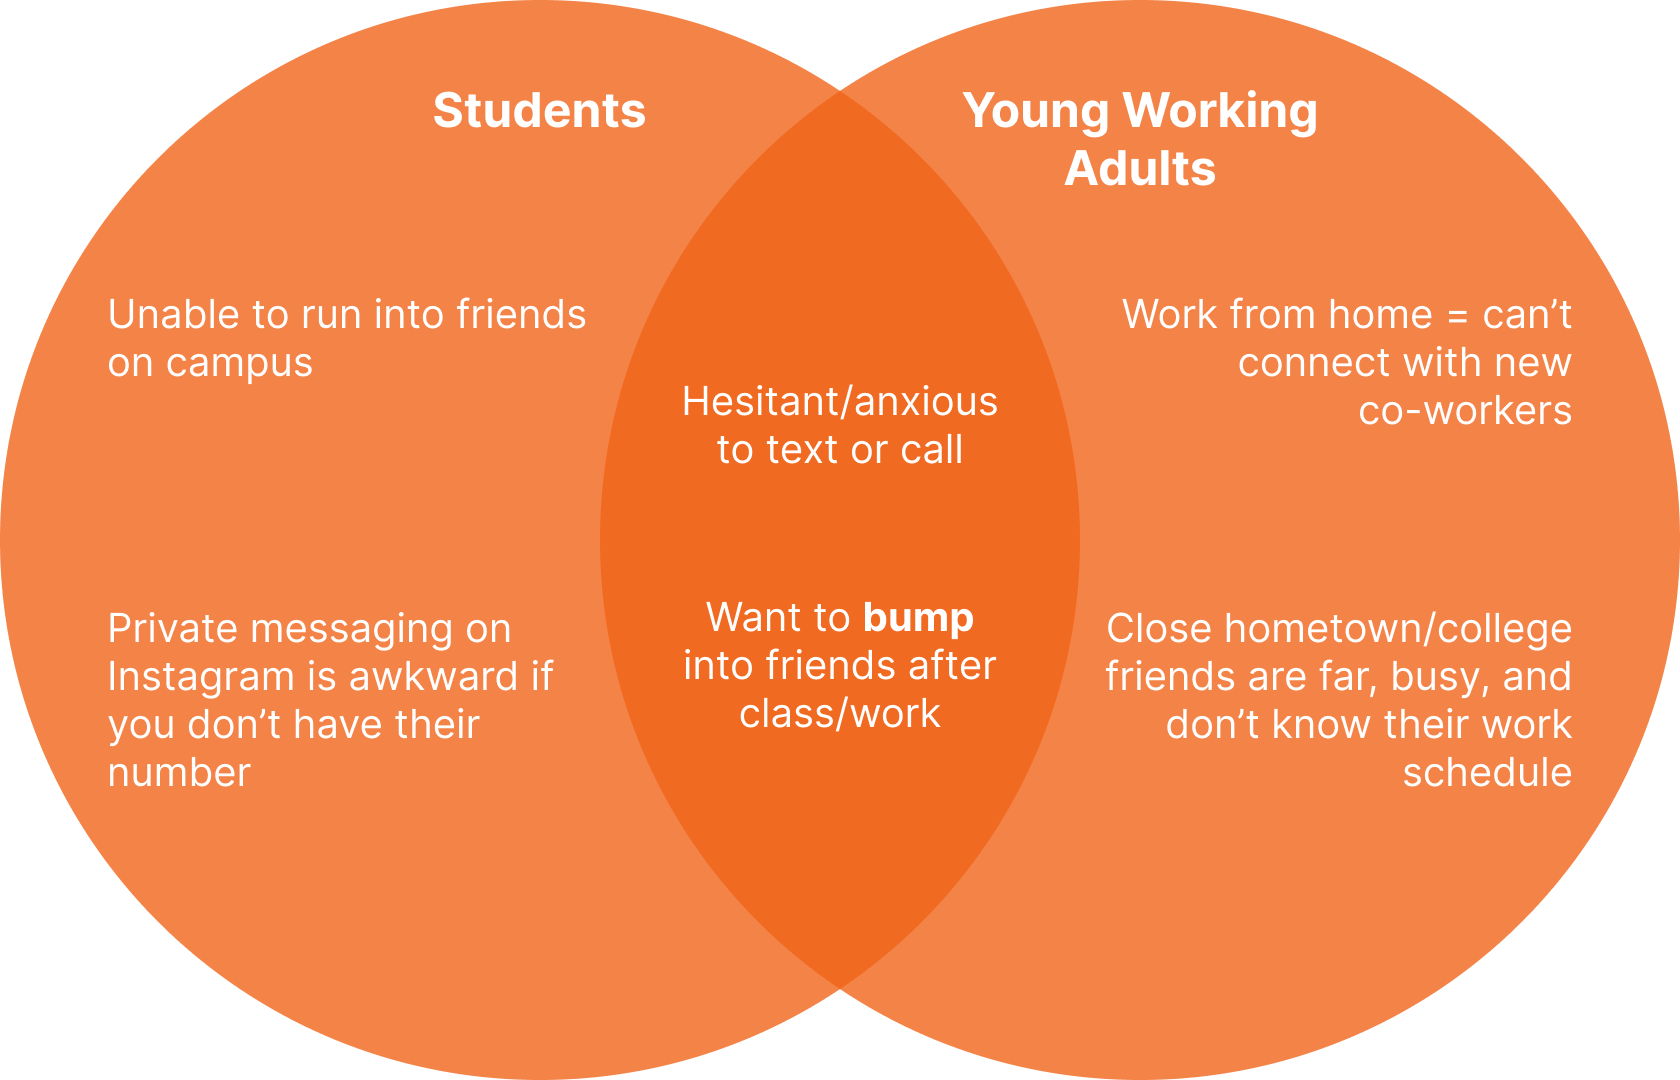 Students
Unable to run into friends
on campus
Private messaging on
Instagram is awkward if
you don’t have their
number
Hesitant/anxious
to text or call
Want to bump
into friends after
class/work
Young Working
Adults
Work from home = can’t
connect with new
co-workers
Close hometown/college
friends are far, busy, and
don’t know their work
schedule